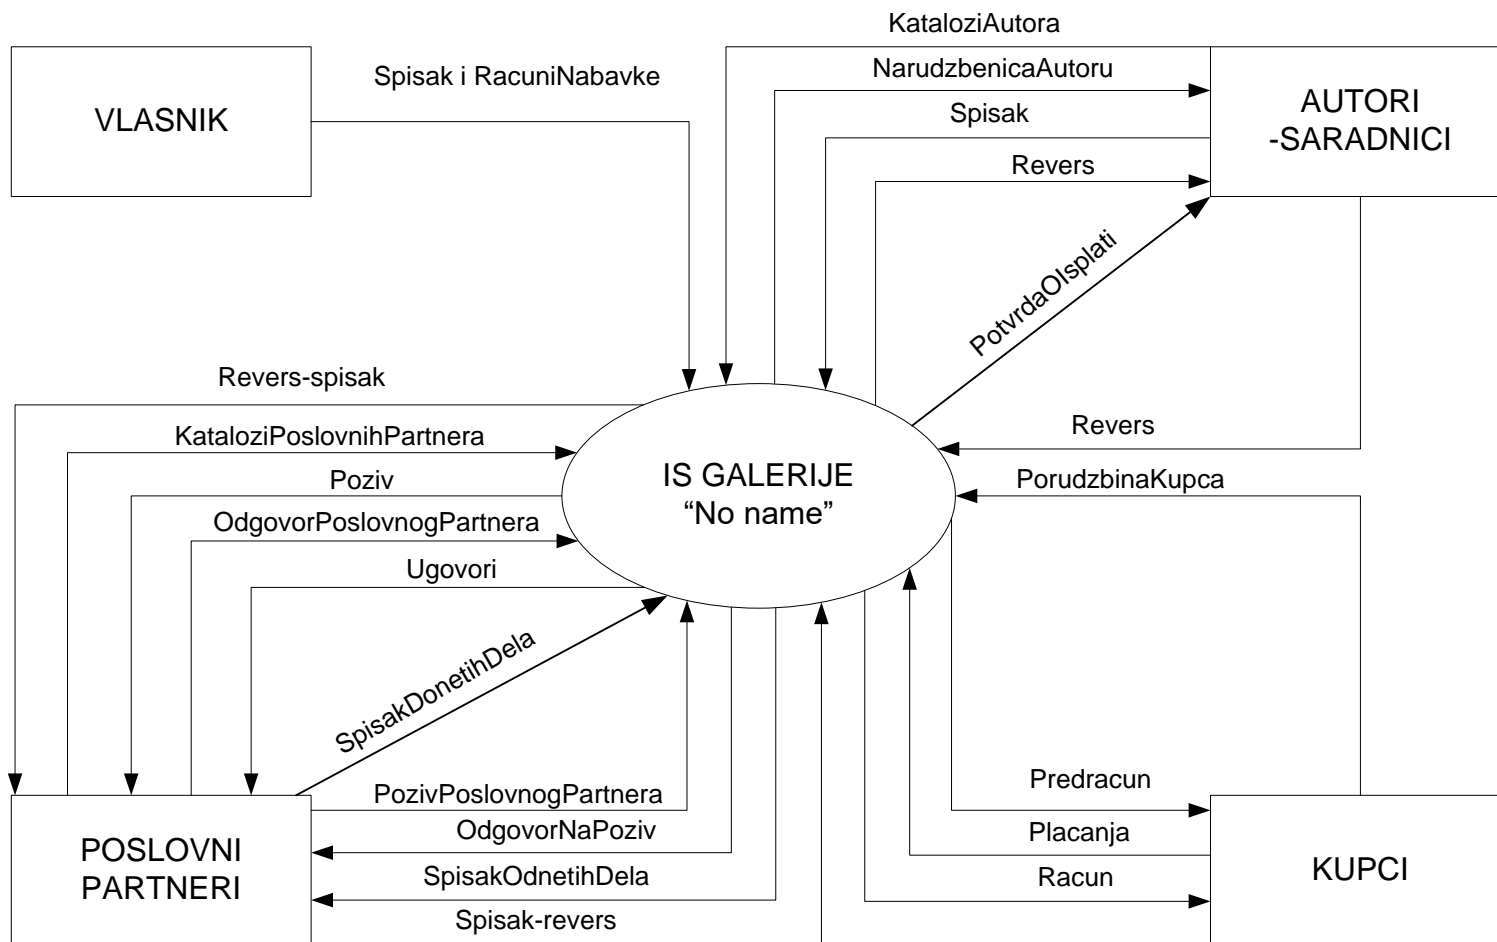 KataloziAutora
Spisak i RacuniNabavke
NarudzbenicaAutoru
VLASNIK
AUTORI
-SARADNICI
Spisak
Revers
PotvrdaOIsplati
Revers-spisak
Revers
KataloziPoslovnihPartnera
IS GALERIJE
“No name”
Poziv
PorudzbinaKupca
OdgovorPoslovnogPartnera
Ugovori
SpisakDonetihDela
PozivPoslovnogPartnera
Predracun
OdgovorNaPoziv
Placanja
POSLOVNI
PARTNERI
KUPCI
SpisakOdnetihDela
Racun
Spisak-revers